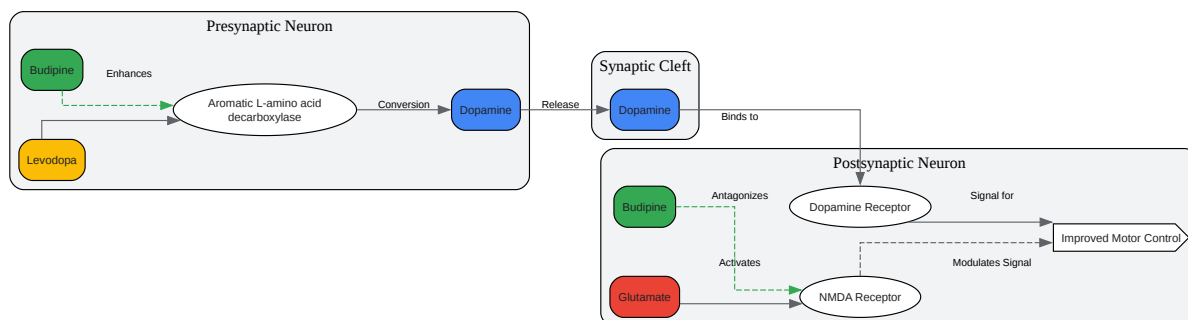 Presynaptic Neuron
Budipine
Enhances
Aromatic L-amino acid
decarboxylase
Conversion
Dopamine
Levodopa
Release
Synaptic Cleft
Dopamine
Binds to
Postsynaptic Neuron
Budipine
Antagonizes
Dopamine Receptor
Signal for
Improved Motor Control
Activates
Modulates Signal
Glutamate
NMDA Receptor